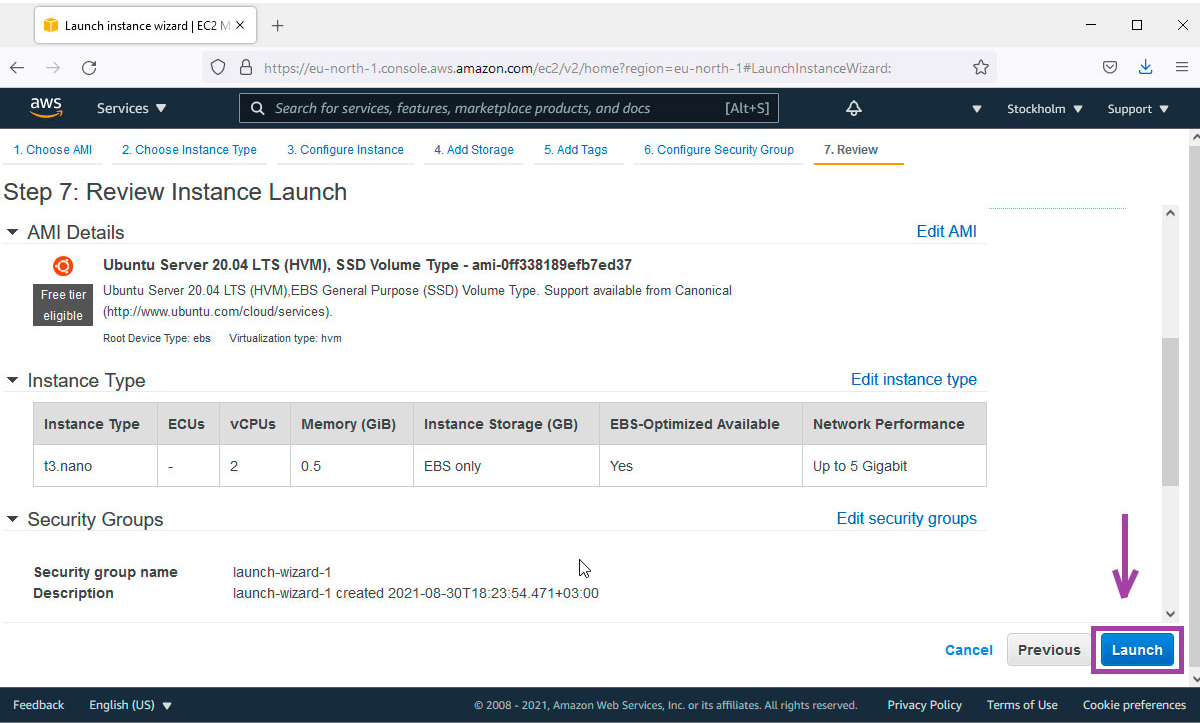 Launch instance wizard | EC2 M
https://eu-north-1.console.aws.amazon.com/ec2/v2/home?region=eu-north-1#LaunchInstanceWizard:
aws Services Search for services, features, marketplace products, and docs [Alt+S] Stockholm Support
1. Choose AMI 2. Choose Instance Type 3. Configure Instance 4. Add Storage 5. Add Tags 6. Configure Security Group 7. Review
Step 7: Review Instance Launch
AMI Details Edit AMI
Ubuntu Server 20.04 LTS (HVM), SSD Volume Type - ami-0ff338189efb7ed37
Free tier
eligible
Ubuntu Server 20.04 LTS (HVM),EBS General Purpose (SSD) Volume Type. Support available from Canonical
(http://www.ubuntu.com/cloud/services).
Root Device Type: ebs Virtualization type: hvm
Instance Type Edit instance type
Instance Type ECUs vCPUs Memory (GiB) Instance Storage (GB) EBS-Optimized Available Network Performance
t3.nano - 2 0.5 EBS only Yes Up to 5 Gigabit
Security Groups Edit security groups
Security group name launch-wizard-1
Description launch-wizard-1 created 2021-08-30T18:23:54.471+03:00
Cancel Previous Launch
Feedback English (US) © 2008 - 2021, Amazon Web Services, Inc. or its affiliates. All rights reserved. Privacy Policy Terms of Use Cookie preferences